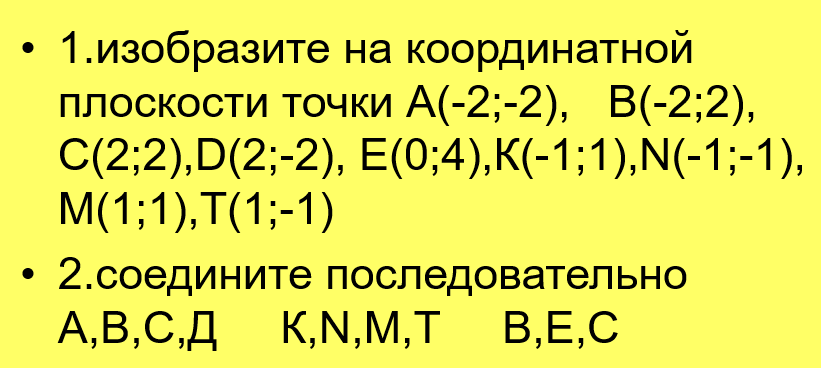 • 1.изобразите на координатной
плоскости точки А(-2;-2), В(-2;2),
С(2;2),D(2;-2), Е(0;4),К(-1;1),N(-1;-1),
М(1;1),Т(1;-1)
• 2.соедините последовательно
А,В,С,Д К,N,М,Т В,Е,С